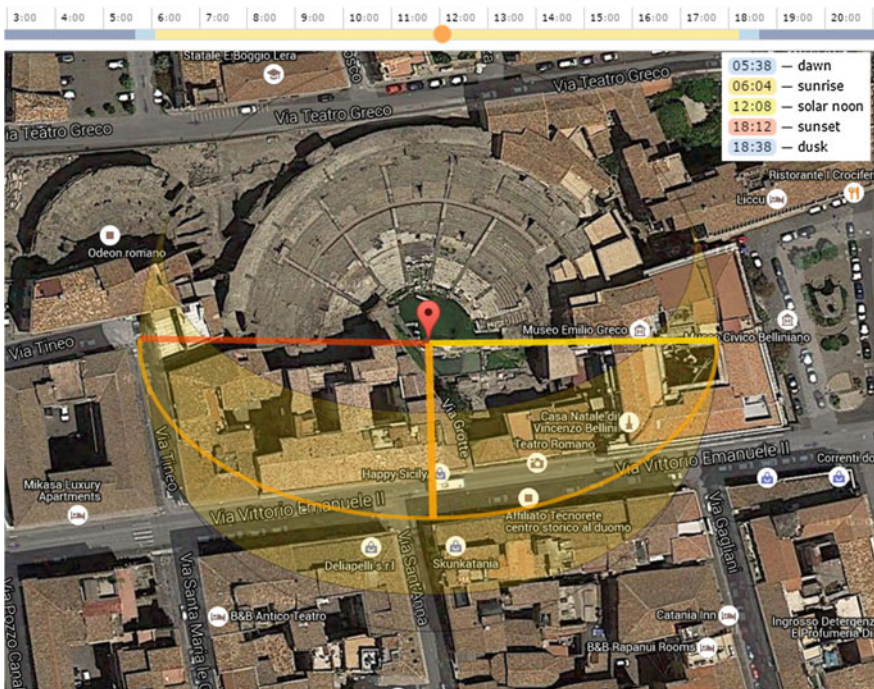 3:00 4:00 5:00 6:00 7:00 8:00 9:00 10:00 11:00 12:00 13:00 14:00 15:00 16:00 17:00 18:00 19:00 20:00
Statale E Boggio Lera
05:38 — dawn
06:04 — sunrise
12:08 — solar noon
18:12 — sunset
18:38 — dusk
Via Teatro Greco
Via Teatro Greco
ia Teatro Greco
Ristorante I Crociferi
Liccu
Odeon romano
Museo Emilio Greco
Museo Civico Belliniano
Via Tineo
Via Grotte
Casa Natale di
Vincenzo Bellini
Teatro Romano
Via Tineo
Happy Sicily
Via Vittorio Emanuele II
Correnti do
Mikasa Luxury
Apartments
Via Vittorio Emanuele II
Affiliato Tecnorete
centro storico al duomo
Via Gagliani
Deliapelli s.r.l
Skunkatania
Via Sant'Anna
Via Pozzo Cana
Via Santa Maria de
B&B Antico Teatro
Catania Inn
Ingrosso Detergenz
E Profumeria Di
B&B Rapanui Rooms